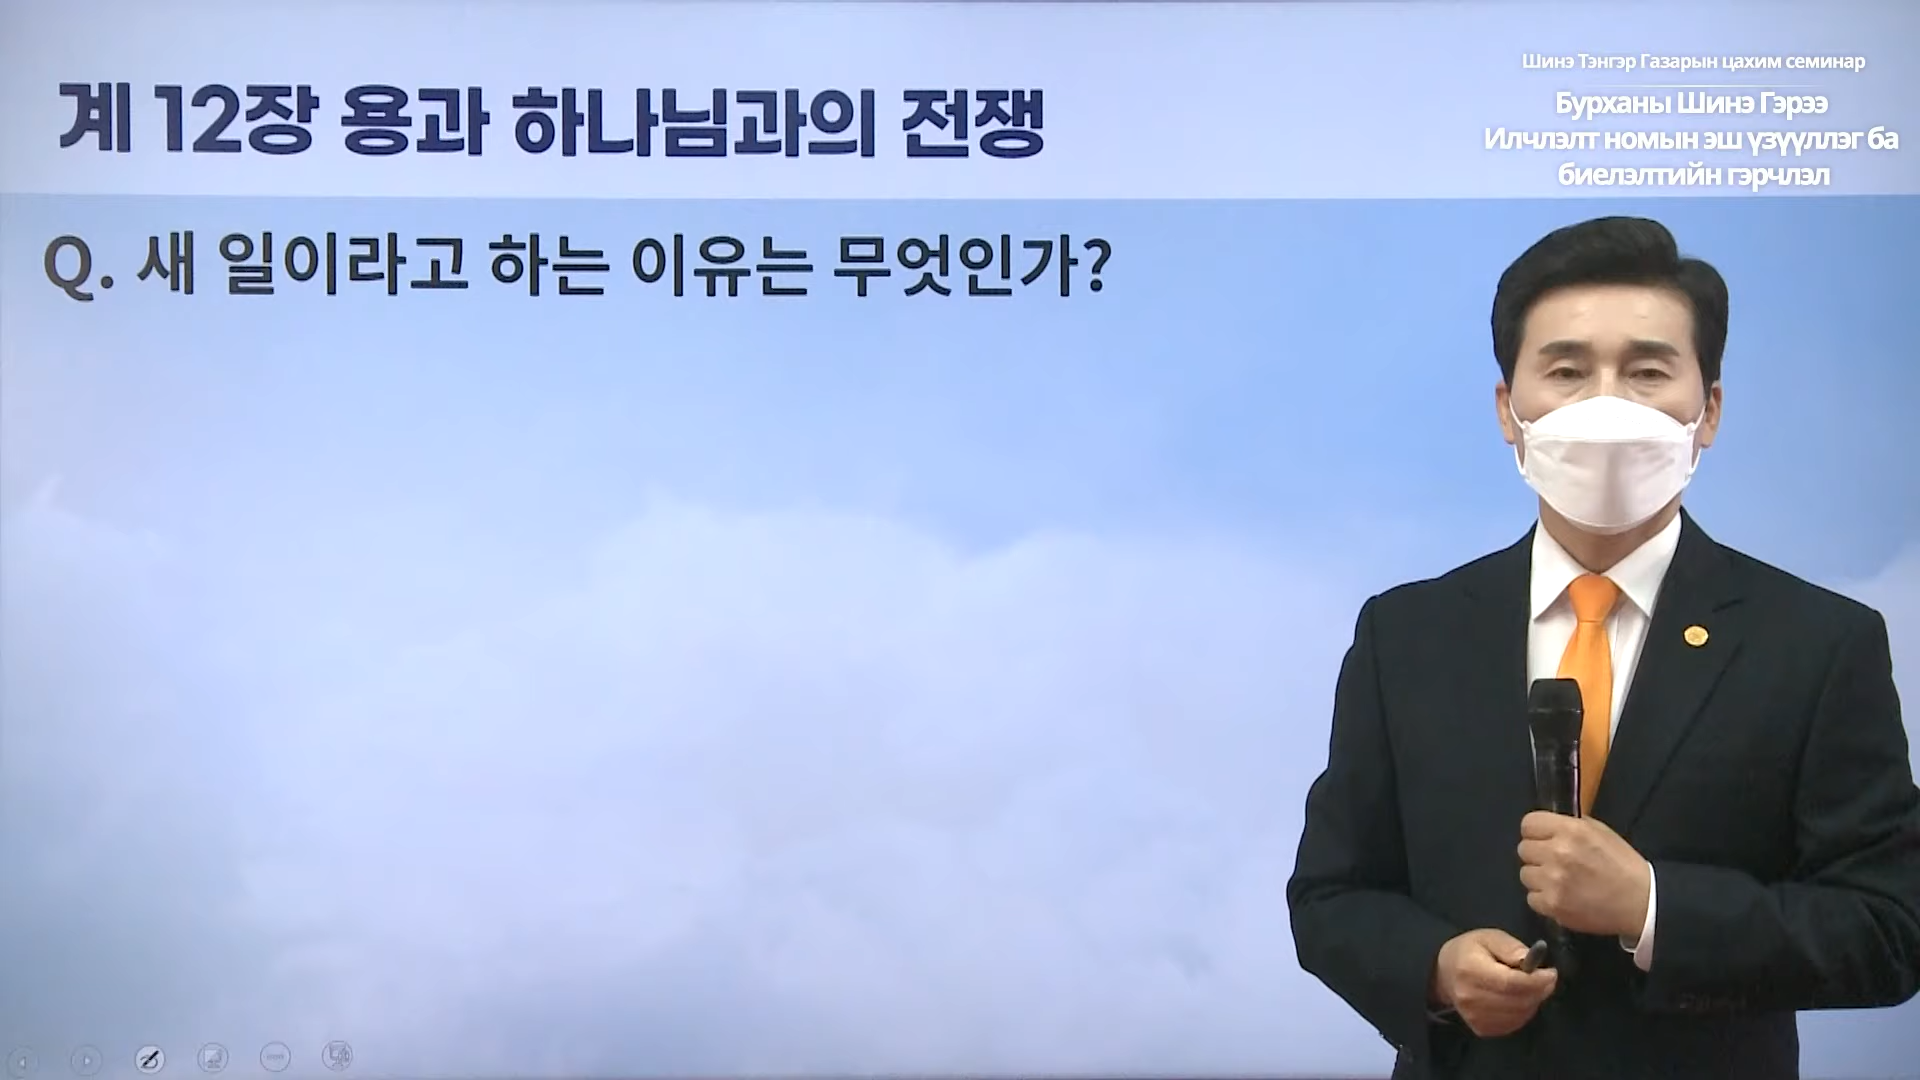 계 12장 용과 하나님과의 전쟁
Шинэ Тэнгэр Газарын цахим семинар
Бурханы Шинэ Гэрээ
Илчлэлт номын эш үзүүллэг ба
биелэлтийн гэрчлэл
Q. 새 일이라고 하는 이유는 무엇인가?